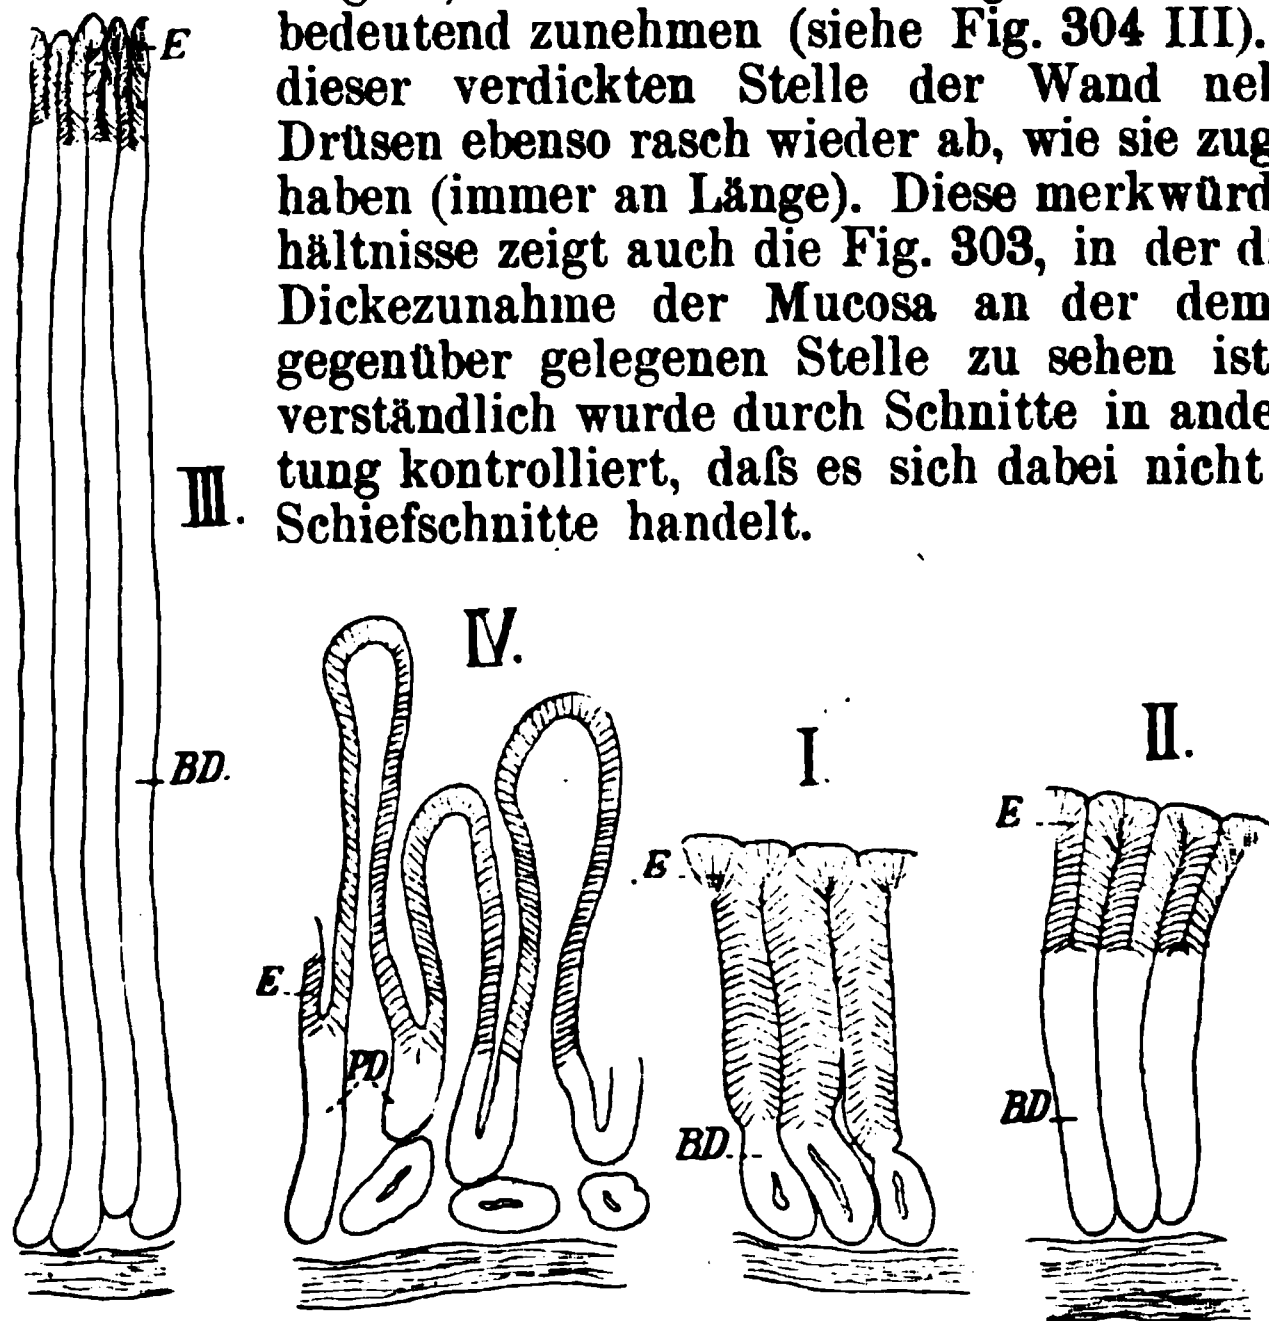 bedeutend zunehmen (siehe Fig. 304 III).
dieser verdickten Stelle der Wand
Drüsen ebenso rasch wieder ab, wie sie zug
haben (immer an Länge). Diese merkwürd
hältnisse zeigt auch die Fig. 303, in der
Dickezunahme der Mucosa an der dem
gegenüber gelegenen Stelle zu sehen ist
verständlich wurde durch Schnitte in ande
tung kontrolliert, daſs es sich dabei nicht
Schiefschnitte handelt.
E
III.
BD.
IV.
E
PD
I.
E
BD.
II.
E
BD